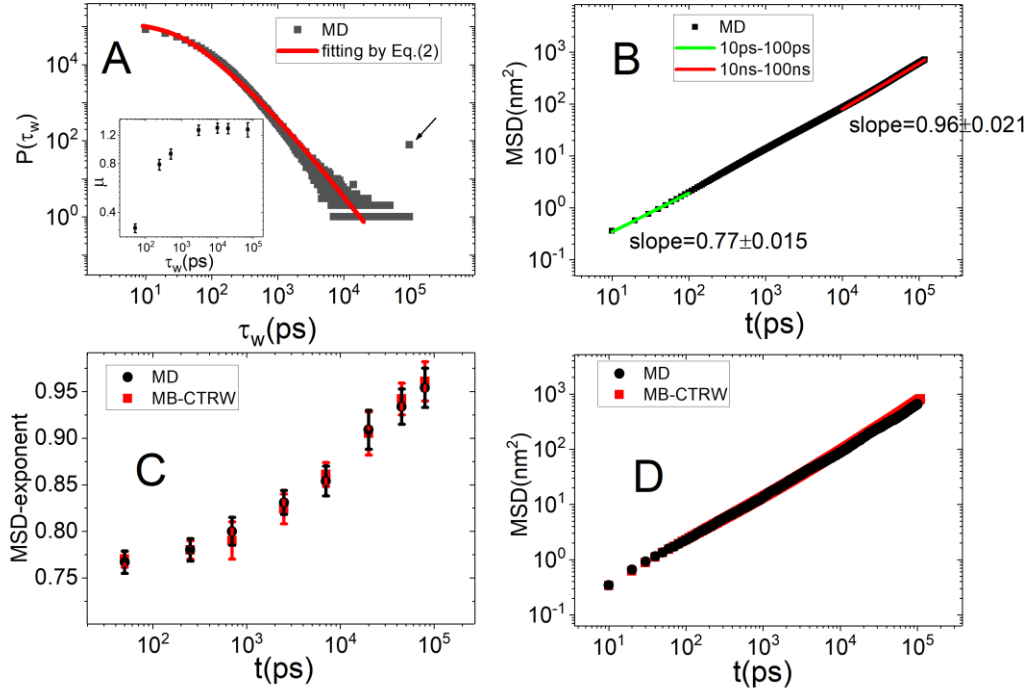 A
MD
fitting by Eq.(2)
P(τw)
10^4
10^2
10^0
μ
1.2
0.8
0.4
10^2 10^3 10^4 10^5
τw(ps)
10^1 10^2 10^3 10^4 10^5
τw(ps)
B
MD
10ps-100ps
10ns-100ns
MSD(nm^2)
10^3
10^2
10^1
10^0
10^-1
slope=0.96±0.021
slope=0.77±0.015
10^1 10^2 10^3 10^4 10^5
t(ps)
C
MD
MB-CTRW
MSD-exponent
0.95
0.90
0.85
0.80
0.75
10^2 10^3 10^4 10^5
t(ps)
D
MD
MB-CTRW
MSD(nm^2)
10^3
10^2
10^1
10^0
10^-1
10^1 10^2 10^3 10^4 10^5
t(ps)